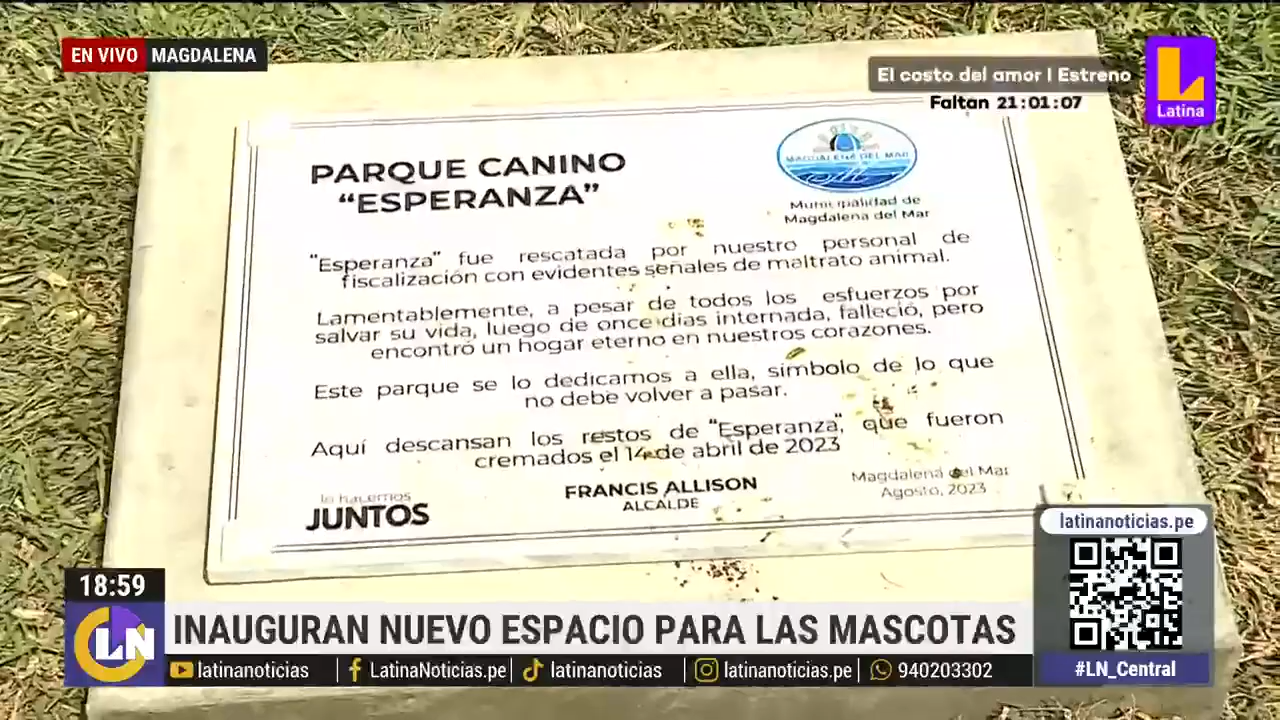 EN VIVO MAGDALENA
El costo del amor | Estreno
Faltan 21:01:07
Latina
PARQUE CANINO
“ESPERANZA”
MAGDALENA DEL MAR
Municipalidad de
Magdalena del Mar
“Esperanza” fue rescatada por nuestro personal de
fiscalización con evidentes señales de maltrato animal.
Lamentablemente, a pesar de todos los esfuerzos por
salvar su vida, luego de once dias internada, falleció, pero
encontró un hogar eterno en nuestros corazones.
Este parque se lo dedicamos a ella, símbolo de lo que
no debe volver a pasar.
Aquí descansan los restos de “Esperanza”, que fueron
cremados el 14 de abril de 2023
lo hacemos
JUNTOS
FRANCIS ALLISON
ALCALDE
Magdalena del Mar
Agosto, 2023
latinanoticias.pe
18:59
LN
INAUGURAN NUEVO ESPACIO PARA LAS MASCOTAS
latinanoticias LatinaNoticias.pe latinanoticias latinanoticias.pe 940203302
#LN_Central